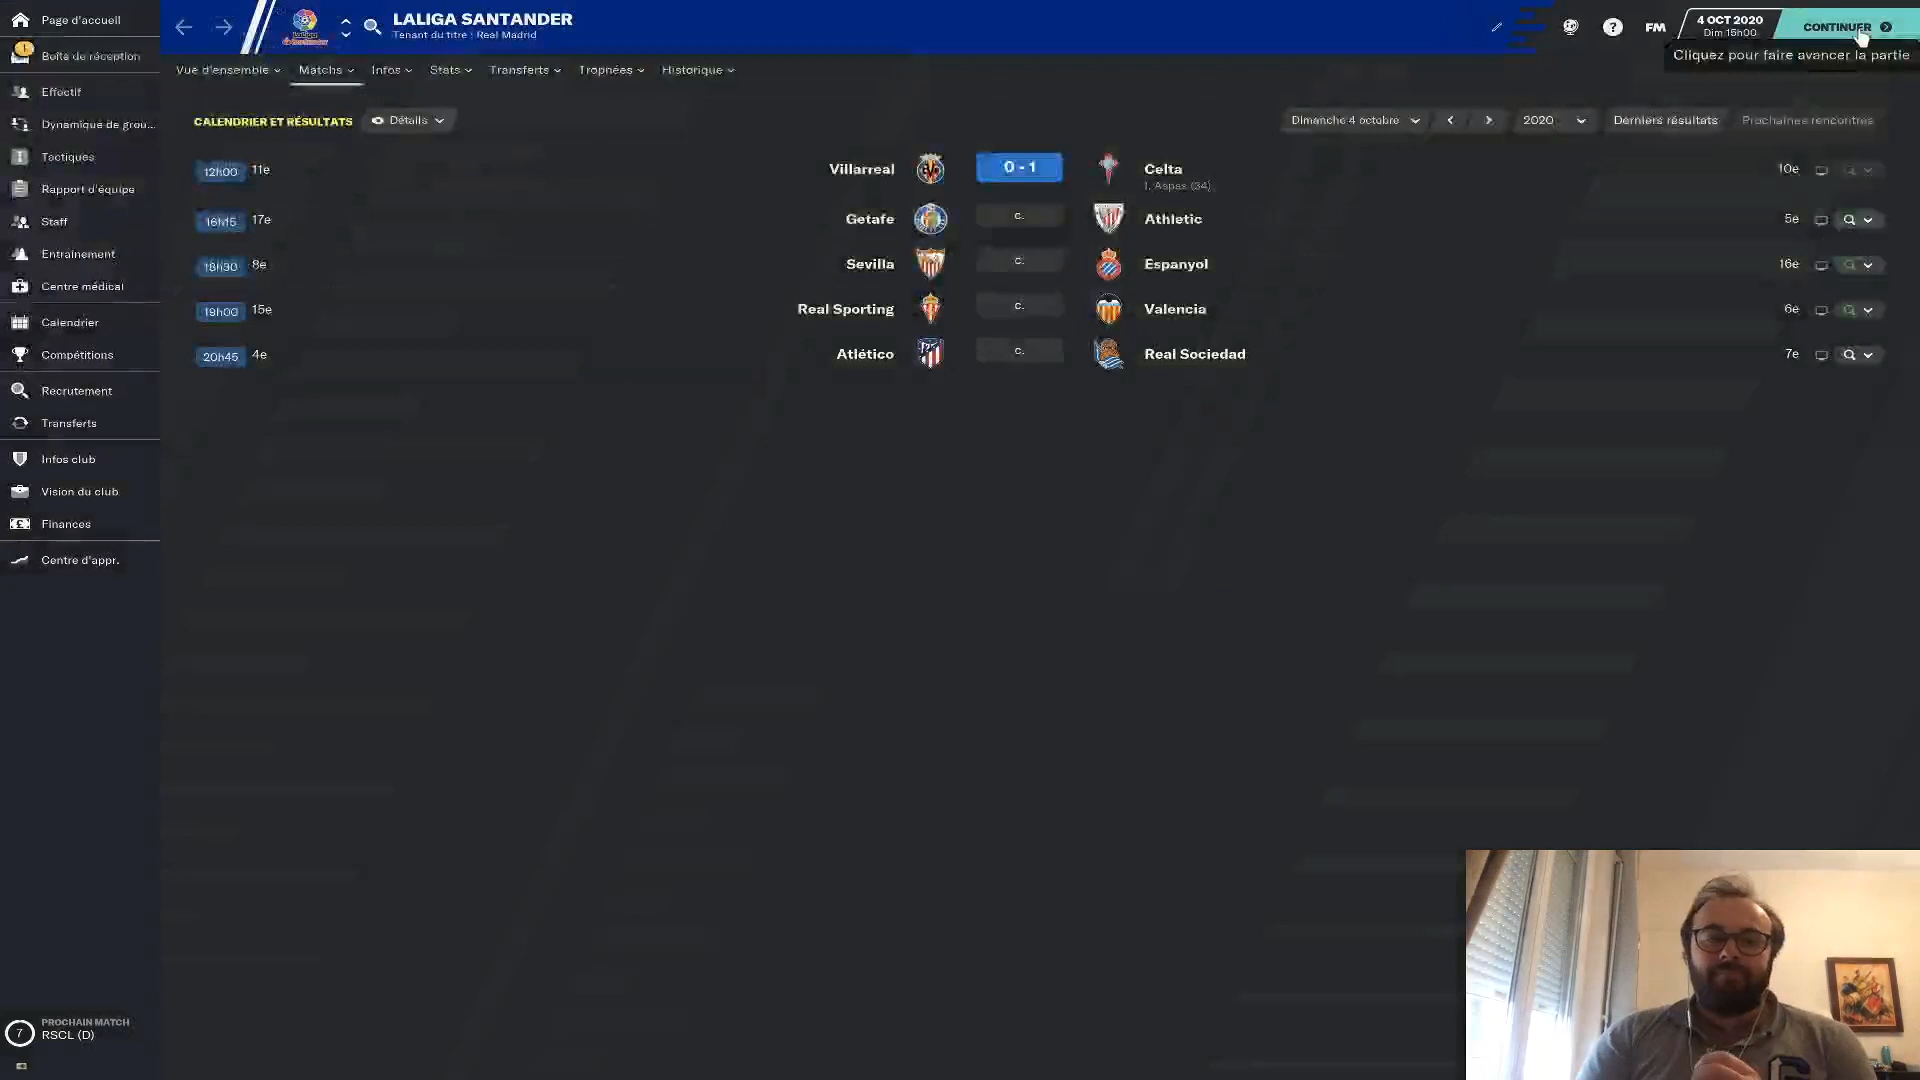 Page d'accueil
Boîte de réception
Effectif
Dynamique de grou...
Tactiques
Rapport d'équipe
Staff
Entraînement
Centre médical
Calendrier
Compétitions
Recrutement
Transferts
Infos club
Vision du club
Finances
Centre d'appr.
PROCHAIN MATCH
7 RSCL (D)
LALIGA SANTANDER
Tenant du titre : Real Madrid
FM
4 OCT 2020
Dim 15h00
CONTINUER
Cliquez pour faire avancer la partie
Vue d'ensemble Matchs Infos Stats Transferts Trophées Historique
CALENDRIER ET RÉSULTATS Détails Dimanche 4 octobre 2020 Derniers résultats Prochaines rencontres
12h00 11e Villarreal 0 - 1 Celta 10e
I. Aspas (34)
16h15 17e Getafe c. Athletic 5e
18h30 8e Sevilla c. Espanyol 16e
19h00 15e Real Sporting c. Valencia 6e
20h45 4e Atlético c. Real Sociedad 7e